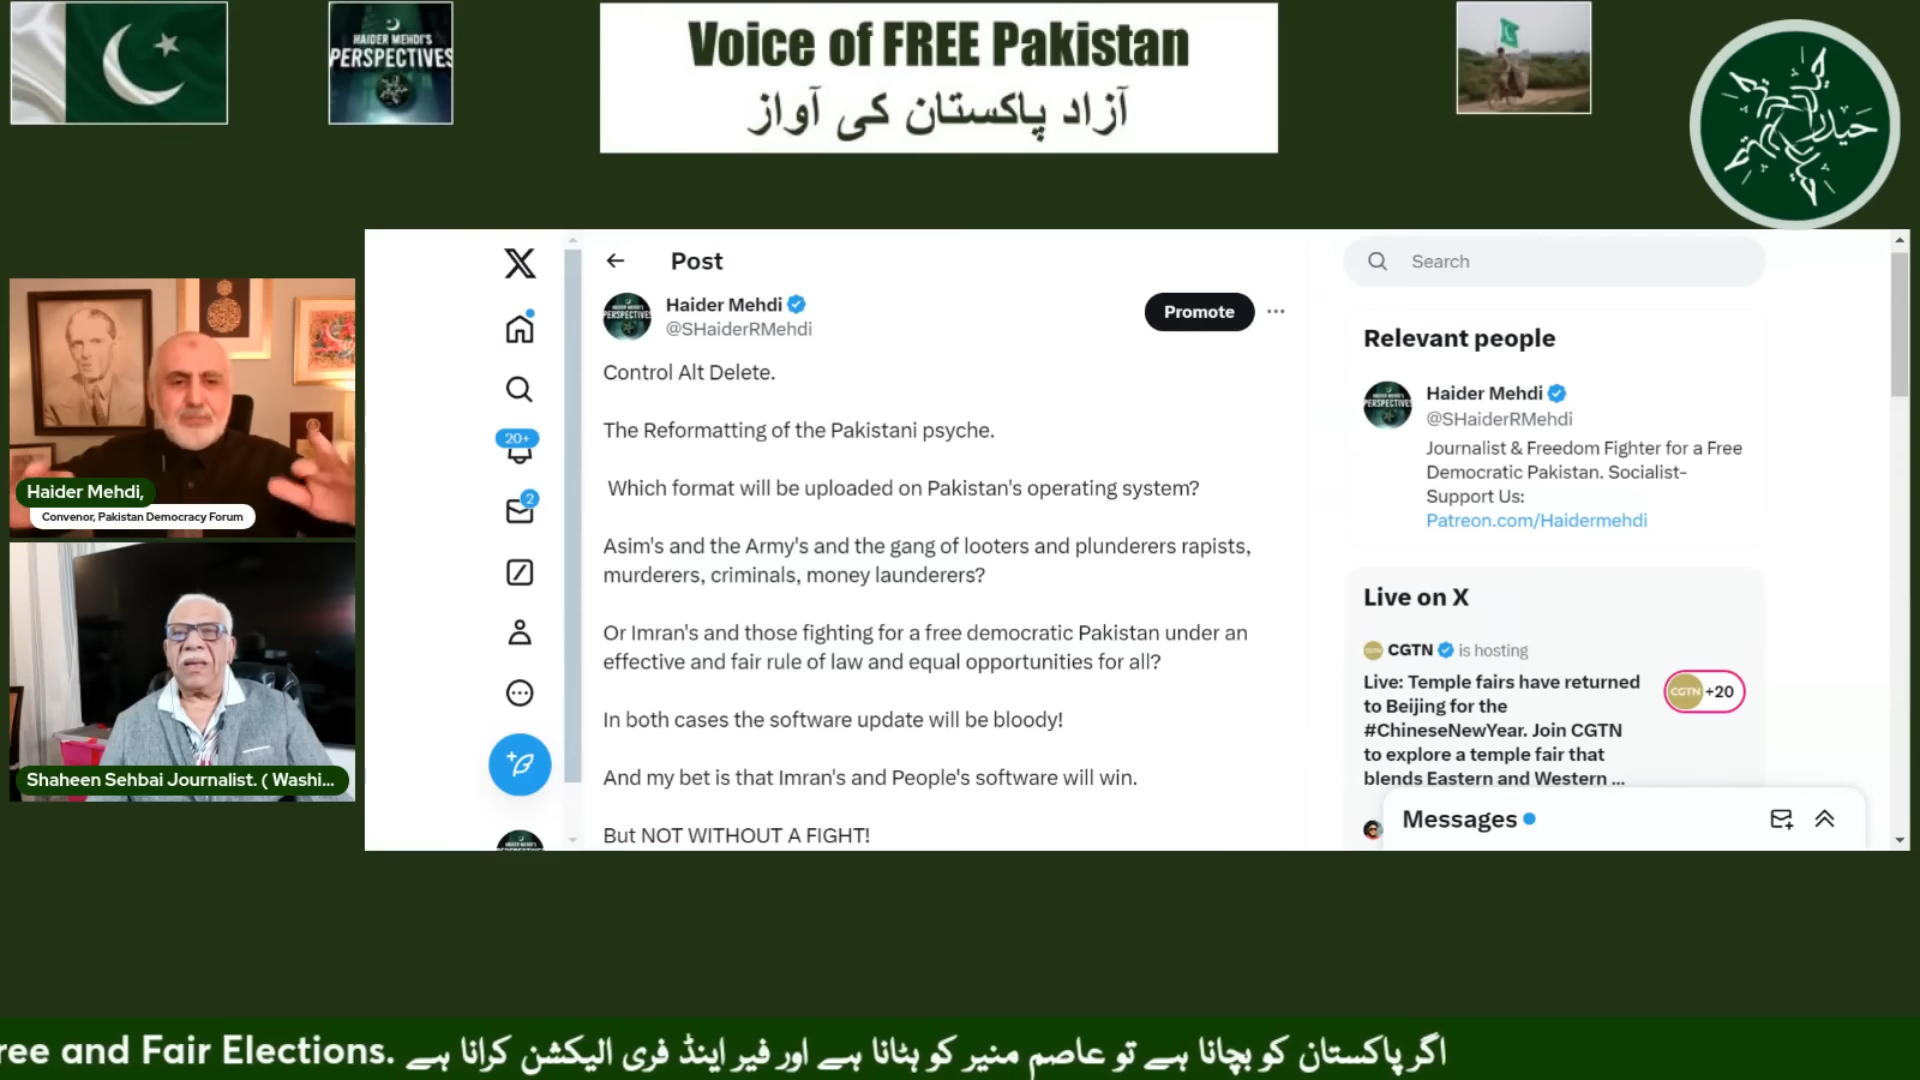 HAIDER MEHDI'S
PERSPECTIVES
Voice of FREE Pakistan
آزاد پاکستان کی آواز
Post
Haider Mehdi
@SHaiderRMehdi
Promote
Control Alt Delete.
The Reformatting of the Pakistani psyche.
Which format will be uploaded on Pakistan's operating system?
Asim's and the Army's and the gang of looters and plunderers rapists,
murderers, criminals, money launderers?
Or Imran's and those fighting for a free democratic Pakistan under an
effective and fair rule of law and equal opportunities for all?
In both cases the software update will be bloody!
And my bet is that Imran's and People's software will win.
But NOT WITHOUT A FIGHT!
20+
2
Search
Relevant people
Haider Mehdi
@SHaiderRMehdi
Journalist & Freedom Fighter for a Free
Democratic Pakistan. Socialist-
Support Us:
Patreon.com/Haidermehdi
Live on X
CGTN is hosting
Live: Temple fairs have returned
to Beijing for the
#ChineseNewYear. Join CGTN
to explore a temple fair that
blends Eastern and Western ...
CGTN +20
Messages
Haider Mehdi,
Convenor, Pakistan Democracy Forum
Shaheen Sehbai Journalist. ( Washi...
ree and Fair Elections. اگر پاکستان کو بچانا ہے تو عاصم منیر کو ہٹانا ہے اور فیر اینڈ فری الیکشن کرانا ہے